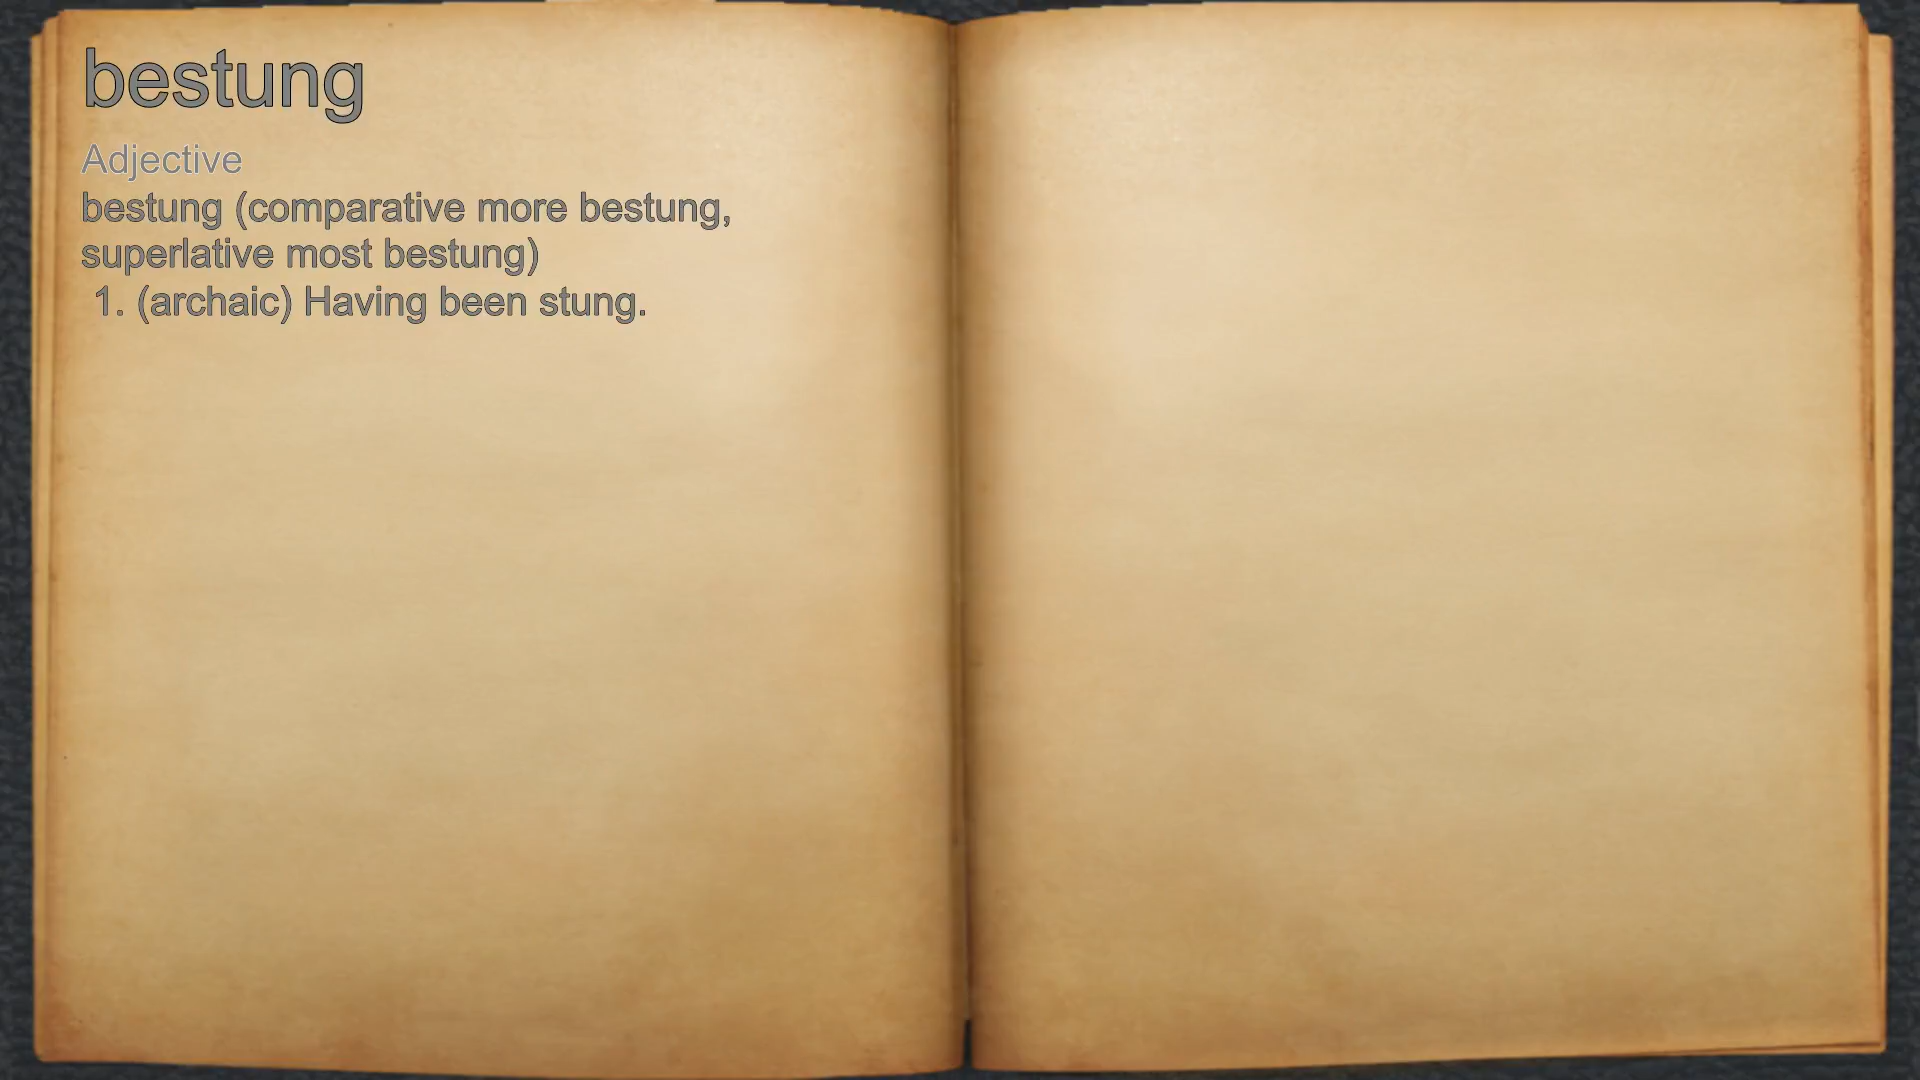 bestung
Adjective
bestung (comparative more bestung,
superlative most bestung)
1. (archaic) Having been stung.